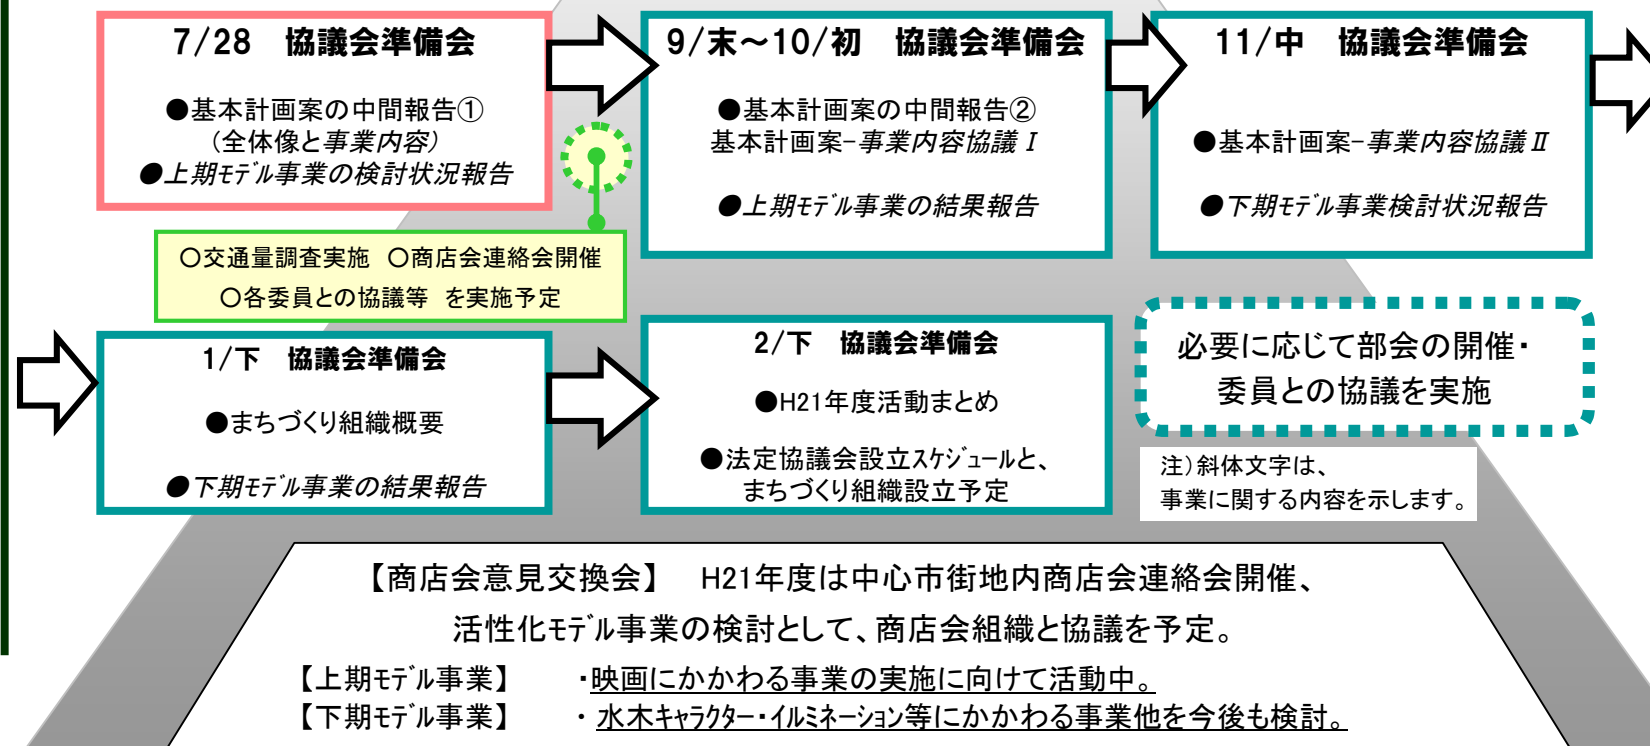 7/28 協議会準備会
●基本計画案の中間報告①
(全体像と事業内容)
●上期ﾓﾃﾞﾙ事業の検討状況報告
9/末～10/初 協議会準備会
●基本計画案の中間報告②
基本計画案-事業内容協議Ⅰ
●上期ﾓﾃﾞﾙ事業の結果報告
11/中 協議会準備会
●基本計画案-事業内容協議Ⅱ
●下期ﾓﾃﾞﾙ事業検討状況報告
○交通量調査実施 ○商店会連絡会開催
○各委員との協議等 を実施予定
1/下 協議会準備会
●まちづくり組織概要
●下期ﾓﾃﾞﾙ事業の結果報告
2/下 協議会準備会
●H21年度活動まとめ
●法定協議会設立ｽｹｼﾞｭｰﾙと、
まちづくり組織設立予定
必要に応じて部会の開催・
委員との協議を実施
注）斜体文字は、
事業に関する内容を示します。
【商店会意見交換会】 H21年度は中心市街地内商店会連絡会開催、
活性化ﾓﾃﾞﾙ事業の検討として、商店会組織と協議を予定。
【上期ﾓﾃﾞﾙ事業】 ・映画にかかわる事業の実施に向けて活動中。
【下期ﾓﾃﾞﾙ事業】 ・水木ｷｬﾗｸﾀｰ・ｲﾙﾐﾈｰｼｮﾝ等にかかわる事業他を今後も検討。